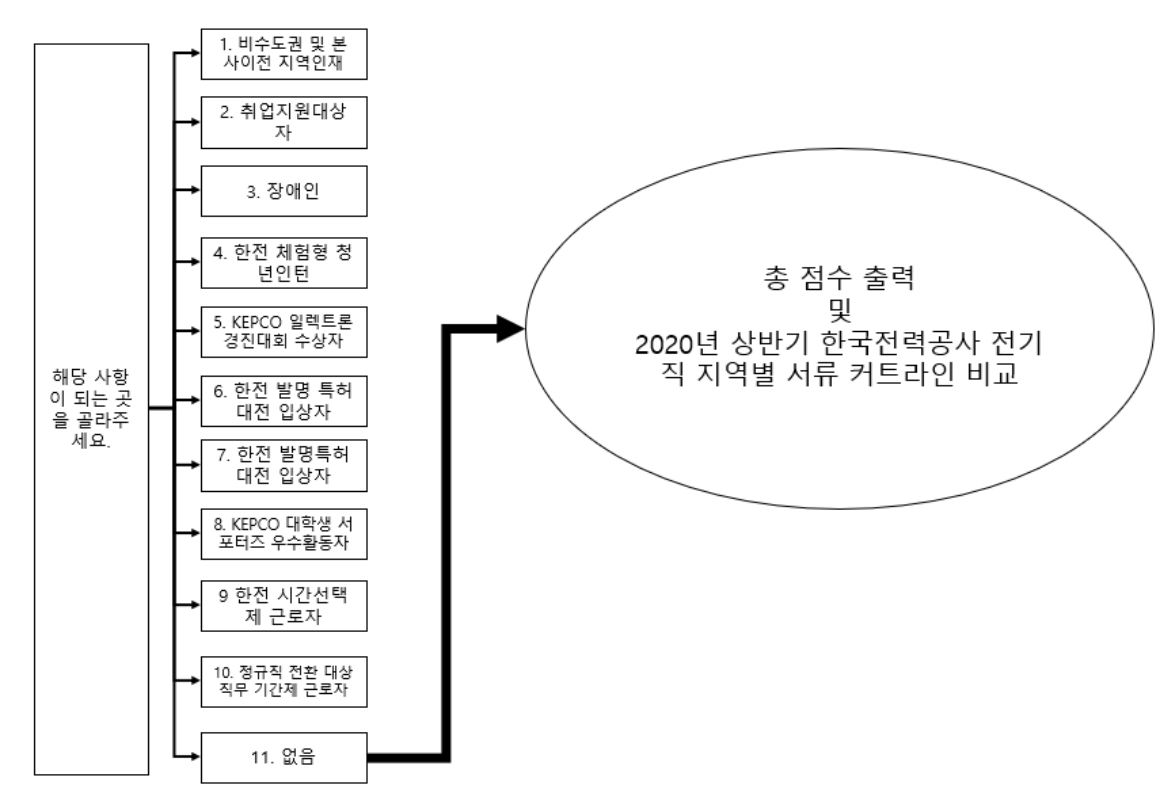 해당 사항
이 되는 곳
을 골라주
세요.
1. 비수도권 및 본
사이전 지역인재
2. 취업지원대상
자
3. 장애인
4. 한전 체험형 청
년인턴
5. KEPCO 일렉트론
경진대회 수상자
6. 한전 발명 특허
대전 입상자
7. 한전 발명특허
대전 입상자
8. KEPCO 대학생 서
포터즈 우수활동자
9 한전 시간선택
제 근로자
10. 정규직 전환 대상
직무 기간제 근로자
11. 없음
총 점수 출력
및
2020년 상반기 한국전력공사 전기
직 지역별 서류 커트라인 비교